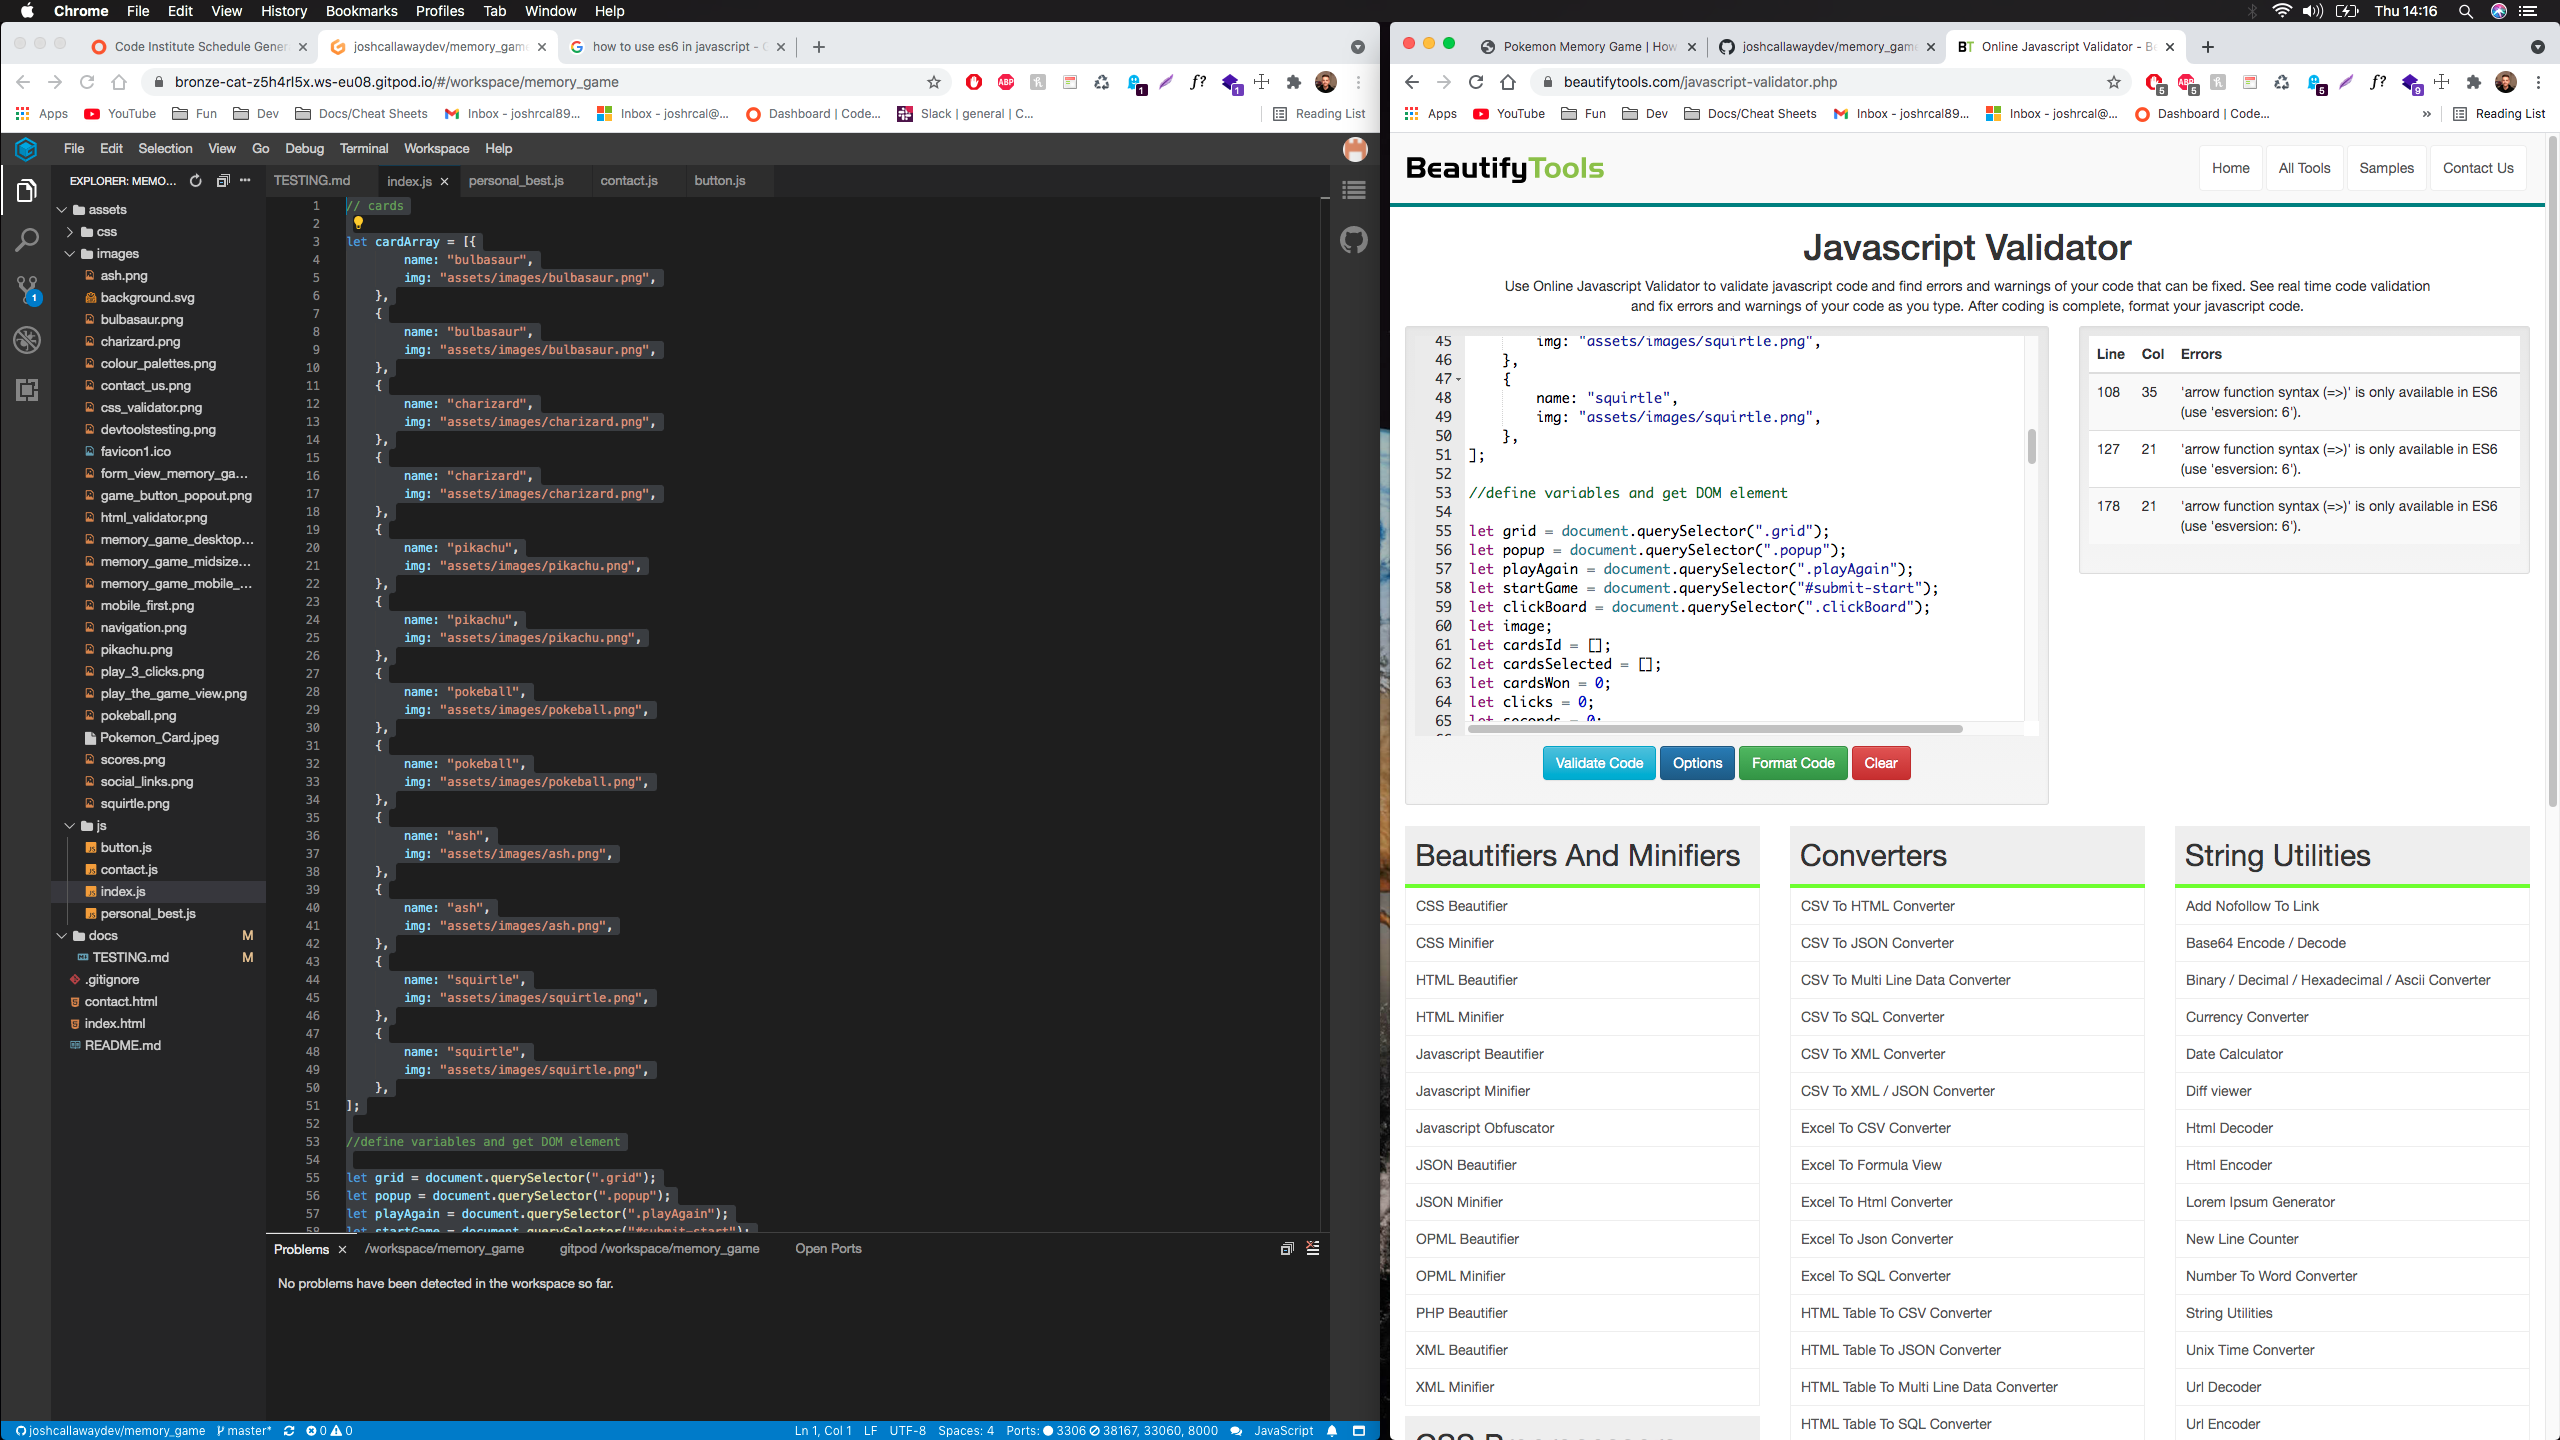 Chrome File Edit View History Bookmarks Profiles Tab Window Help
Thu 14:16
Code Institute Schedule Gener
joshcallawaydev/memory_game
how to use es6 in javascript -
bronze-cat-z5h4rl5x.ws-eu08.gitpod.io/#/workspace/memory_game
Apps YouTube Fun Dev Docs/Cheat Sheets Inbox - joshrcal89... Inbox - joshrcal@... Dashboard | Code... Slack | general | C... Reading List
File Edit Selection View Go Debug Terminal Workspace Help
EXPLORER: MEMO...
TESTING.md index.js personal_best.js contact.js button.js
assets
css
images
ash.png
background.svg
bulbasaur.png
charizard.png
colour_palettes.png
contact_us.png
css_validator.png
devtoolstesting.png
favicon1.ico
form_view_memory_ga...
game_button_popout.png
html_validator.png
memory_game_desktop...
memory_game_midsize...
memory_game_mobile_...
mobile_first.png
navigation.png
pikachu.png
play_3_clicks.png
play_the_game_view.png
pokeball.png
Pokemon_Card.jpeg
scores.png
social_links.png
squirtle.png
js
button.js
contact.js
index.js
personal_best.js
docs M
TESTING.md M
.gitignore
contact.html
index.html
README.md
1 // cards
2
3 let cardArray = [{
4 name: "bulbasaur",
5 img: "assets/images/bulbasaur.png",
6 },
7 {
8 name: "bulbasaur",
9 img: "assets/images/bulbasaur.png",
10 },
11 {
12 name: "charizard",
13 img: "assets/images/charizard.png",
14 },
15 {
16 name: "charizard",
17 img: "assets/images/charizard.png",
18 },
19 {
20 name: "pikachu",
21 img: "assets/images/pikachu.png",
22 },
23 {
24 name: "pikachu",
25 img: "assets/images/pikachu.png",
26 },
27 {
28 name: "pokeball",
29 img: "assets/images/pokeball.png",
30 },
31 {
32 name: "pokeball",
33 img: "assets/images/pokeball.png",
34 },
35 {
36 name: "ash",
37 img: "assets/images/ash.png",
38 },
39 {
40 name: "ash",
41 img: "assets/images/ash.png",
42 },
43 {
44 name: "squirtle",
45 img: "assets/images/squirtle.png",
46 },
47 {
48 name: "squirtle",
49 img: "assets/images/squirtle.png",
50 },
51 ];
52
53 //define variables and get DOM element
54
55 let grid = document.querySelector(".grid");
56 let popup = document.querySelector(".popup");
57 let playAgain = document.querySelector(".playAgain");
58 let startGame = document.querySelector("#submit-start");
Problems /workspace/memory_game gitpod /workspace/memory_game Open Ports
No problems have been detected in the workspace so far.
joshcallawaydev/memory_game master* 0 0 Ln 1, Col 1 LF UTF-8 Spaces: 4 Ports: 3306 38167, 33060, 8000 JavaScript
Pokemon Memory Game | How
joshcallawaydev/memory_game
Online Javascript Validator - B
beautifytools.com/javascript-validator.php
Apps YouTube Fun Dev Docs/Cheat Sheets Inbox - joshrcal89... Inbox - joshrcal@... Dashboard | Code... » Reading List
BeautifyTools
Home All Tools Samples Contact Us
Javascript Validator
Use Online Javascript Validator to validate javascript code and find errors and warnings of your code that can be fixed. See real time code validation
and fix errors and warnings of your code as you type. After coding is complete, format your javascript code.
45 img: "assets/images/squirtle.png",
46 },
47 {
48 name: "squirtle",
49 img: "assets/images/squirtle.png",
50 },
51 ];
52
53 //define variables and get DOM element
54
55 let grid = document.querySelector(".grid");
56 let popup = document.querySelector(".popup");
57 let playAgain = document.querySelector(".playAgain");
58 let startGame = document.querySelector("#submit-start");
59 let clickBoard = document.querySelector(".clickBoard");
60 let image;
61 let cardsId = [];
62 let cardsSelected = [];
63 let cardsWon = 0;
64 let clicks = 0;
65 let seconds = 0;
Validate Code Options Format Code Clear
Line Col Errors
108 35 'arrow function syntax (=>)' is only available in ES6
(use 'esversion: 6').
127 21 'arrow function syntax (=>)' is only available in ES6
(use 'esversion: 6').
178 21 'arrow function syntax (=>)' is only available in ES6
(use 'esversion: 6').
Beautifiers And Minifiers
CSS Beautifier
CSS Minifier
HTML Beautifier
HTML Minifier
Javascript Beautifier
Javascript Minifier
Javascript Obfuscator
JSON Beautifier
JSON Minifier
OPML Beautifier
OPML Minifier
PHP Beautifier
XML Beautifier
XML Minifier
Converters
CSV To HTML Converter
CSV To JSON Converter
CSV To Multi Line Data Converter
CSV To SQL Converter
CSV To XML Converter
CSV To XML / JSON Converter
Excel To CSV Converter
Excel To Formula View
Excel To Html Converter
Excel To Json Converter
Excel To SQL Converter
HTML Table To CSV Converter
HTML Table To JSON Converter
HTML Table To Multi Line Data Converter
HTML Table To SQL Converter
String Utilities
Add Nofollow To Link
Base64 Encode / Decode
Binary / Decimal / Hexadecimal / Ascii Converter
Currency Converter
Date Calculator
Diff viewer
Html Decoder
Html Encoder
Lorem Ipsum Generator
New Line Counter
Number To Word Converter
String Utilities
Unix Time Converter
Url Decoder
Url Encoder